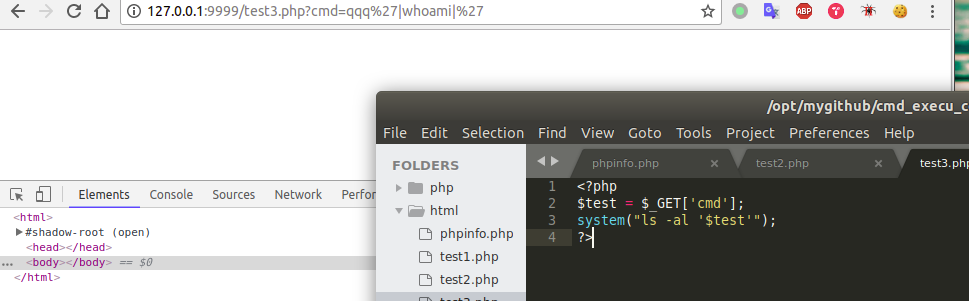 127.0.0.1:9999/test3.php?cmd=qqq%27|whoami|%27
ABP
/opt/mygithub/cmd_execu_c
File Edit Selection Find View Goto Tools Project Preferences Help
FOLDERS
php
html
phpinfo.php
test1.php
test2.php
test3.php
phpinfo.php × test2.php × test3.php
1 <?php
2 $test = $_GET['cmd'];
3 system("ls -al '$test'");
4 ?>
Elements Console Sources Network Perfor
<html>
▶#shadow-root (open)
<head></head>
... <body></body> == $0
</html>